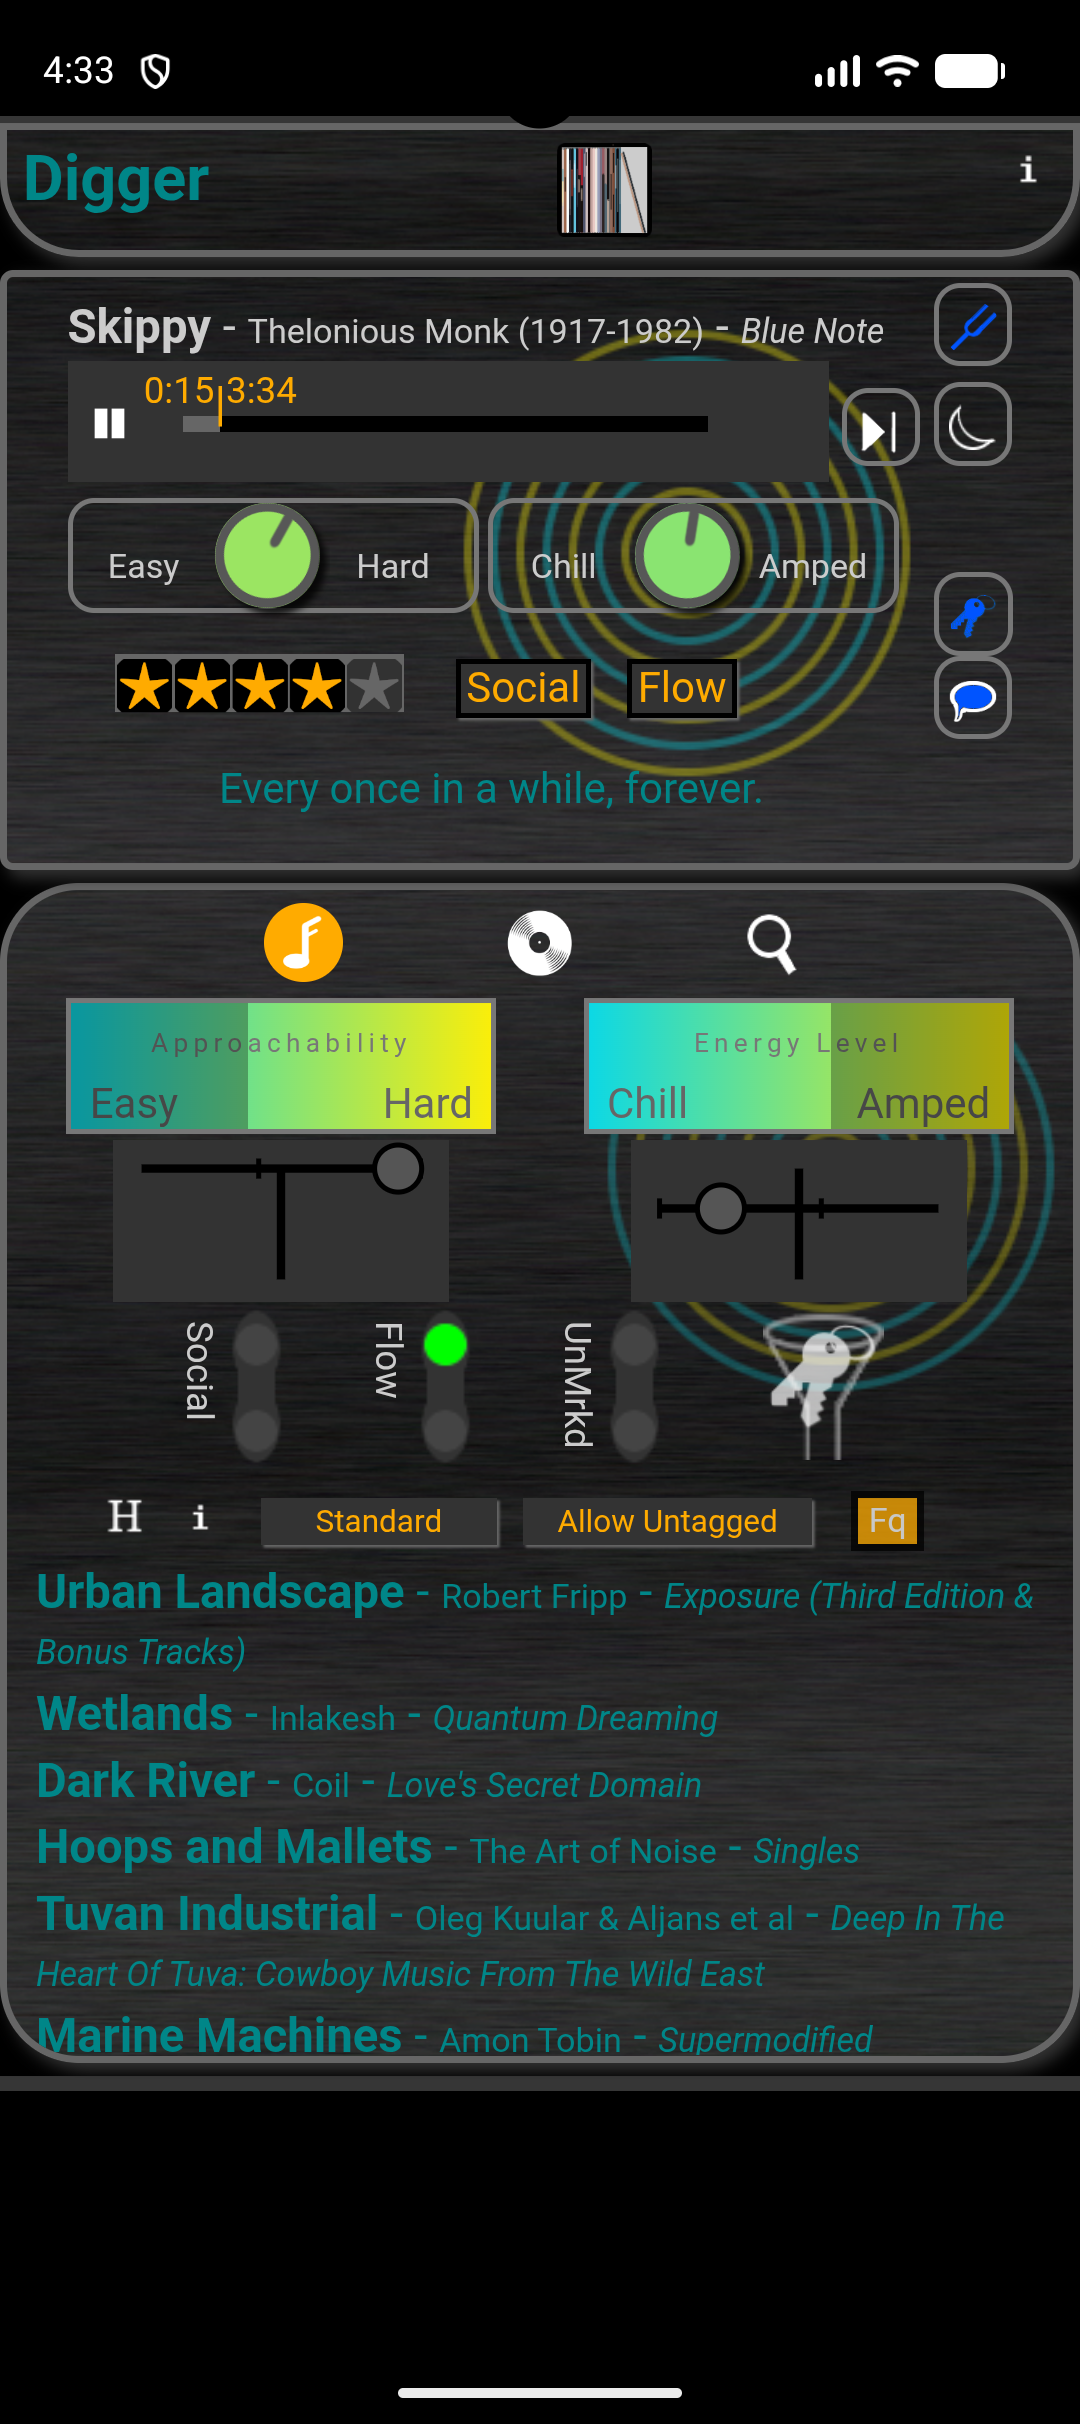 4:33
Digger
i
Skippy - Thelonious Monk (1917-1982) - Blue Note
0:15 3:34
Easy Hard Chill Amped
Social Flow
Every once in a while, forever.
Approachability Energy Level
Easy Hard Chill Amped
Social Flow UnMrkd
H i Standard Allow Untagged Fq
Urban Landscape - Robert Fripp - Exposure (Third Edition &
Bonus Tracks)
Wetlands - Inlakesh - Quantum Dreaming
Dark River - Coil - Love's Secret Domain
Hoops and Mallets - The Art of Noise - Singles
Tuvan Industrial - Oleg Kuular & Aljans et al - Deep In The
Heart Of Tuva: Cowboy Music From The Wild East
Marine Machines - Amon Tobin - Supermodified